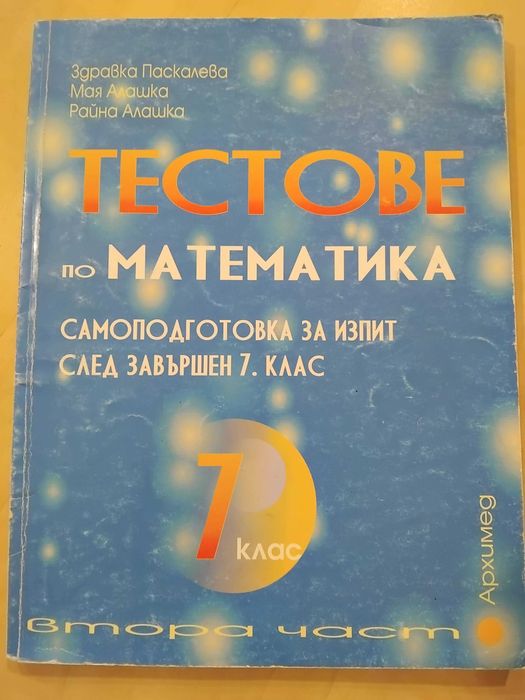 Здравка Паскалева
Мая Алашка
Райна Алашка
ТЕСТОВЕ
по МАТЕМАТИКА
САМОПОДГОТОВКА ЗА ИЗПИТ
СЛЕД ЗАВЪРШЕН 7. КЛАС
7
клас
Архимед
втора част